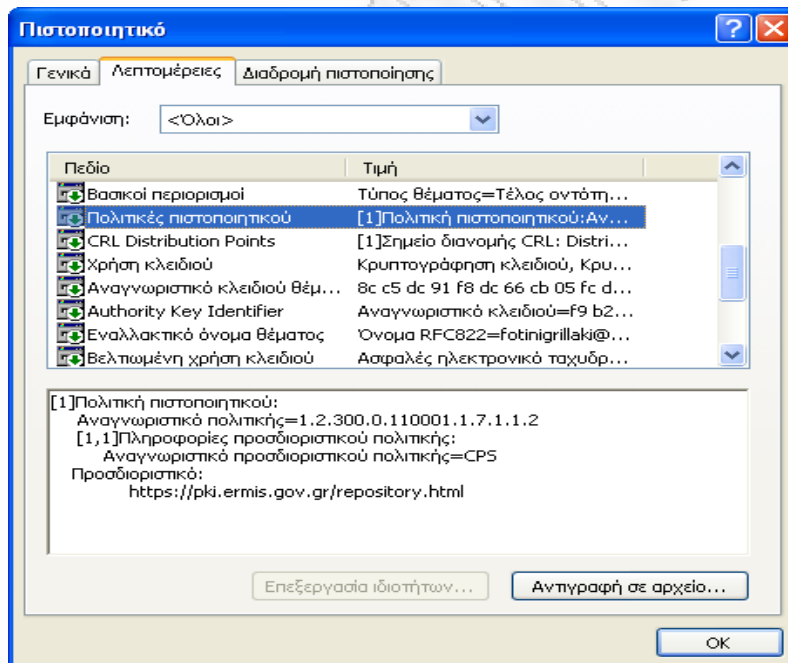 Πιστοποιητικό
Γενικά Λεπτομέρειες Διαδρομή πιστοποίησης
Εμφάνιση: <Όλοι>
Πεδίο Τιμή
Βασικοί περιορισμοί Τύπος θέματος=Τέλος οντότη...
Πολιτικές πιστοποιητικού [1]Πολιτική πιστοποιητικού:Αν...
CRL Distribution Points [1]Σημείο διανομής CRL: Distri...
Χρήση κλειδιού Κρυπτογράφηση κλειδιού, Κρυ...
Αναγνωριστικό κλειδιού θέμ... 8c c5 dc 91 f8 dc 66 cb 05 fc d...
Authority Key Identifier Αναγνωριστικό κλειδιού=f9 b2...
Εναλλακτικό όνομα θέματος Όνομα RFC822=fotinigrillaki@...
Βελτιωμένη χρήση κλειδιού Ασφαλές ηλεκτρονικό ταχυδρ...
[1]Πολιτική πιστοποιητικού:
Αναγνωριστικό πολιτικής=1.2.300.0.110001.1.7.1.1.2
[1,1]Πληροφορίες προσδιοριστικού πολιτικής:
Αναγνωριστικό προσδιοριστικού πολιτικής=CPS
Προσδιοριστικό:
https://pki.ermis.gov.gr/repository.html
Επεξεργασία ιδιοτήτων... Αντιγραφή σε αρχείο...
OK